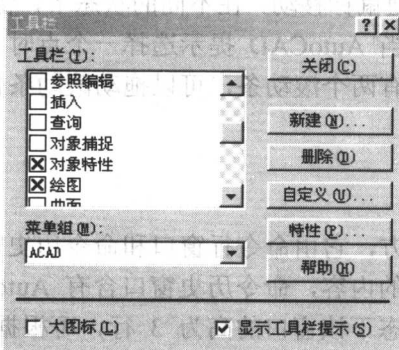 工具栏
工具栏(T):
参照编辑
插入
查询
对象捕捉
对象特性
绘图
菜单组(M):
ACAD
大图标(L)
显示工具栏提示(S)
关闭(C)
新建(N)...
删除(D)
自定义(U)...
特性(P)...
帮助(H)